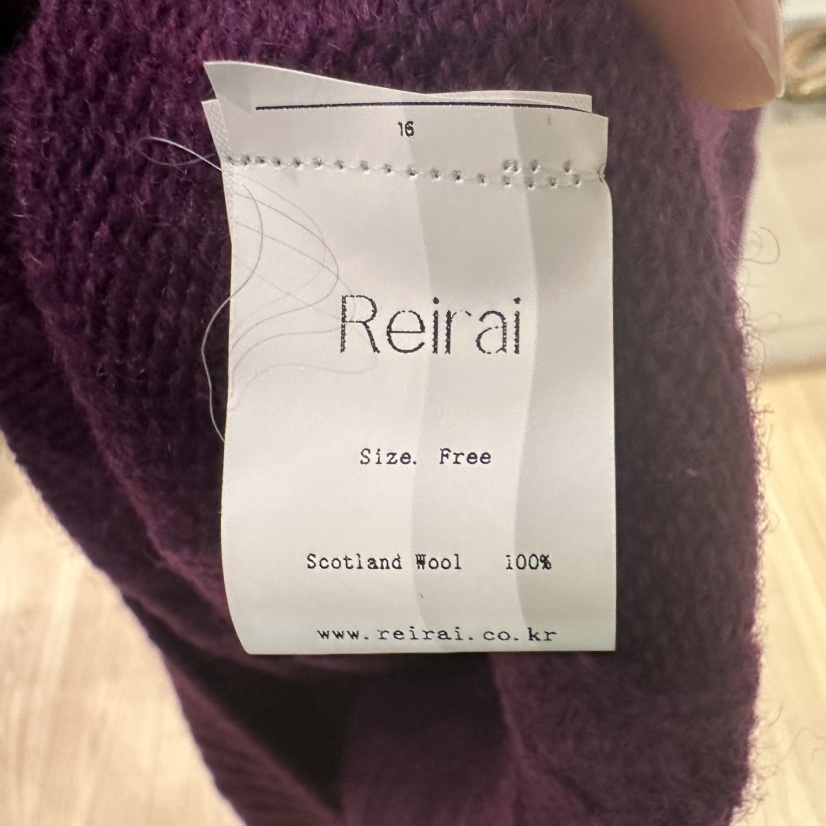 16
Reirai
Size. Free
Scotland Wool 100%
www.reirai.co.kr